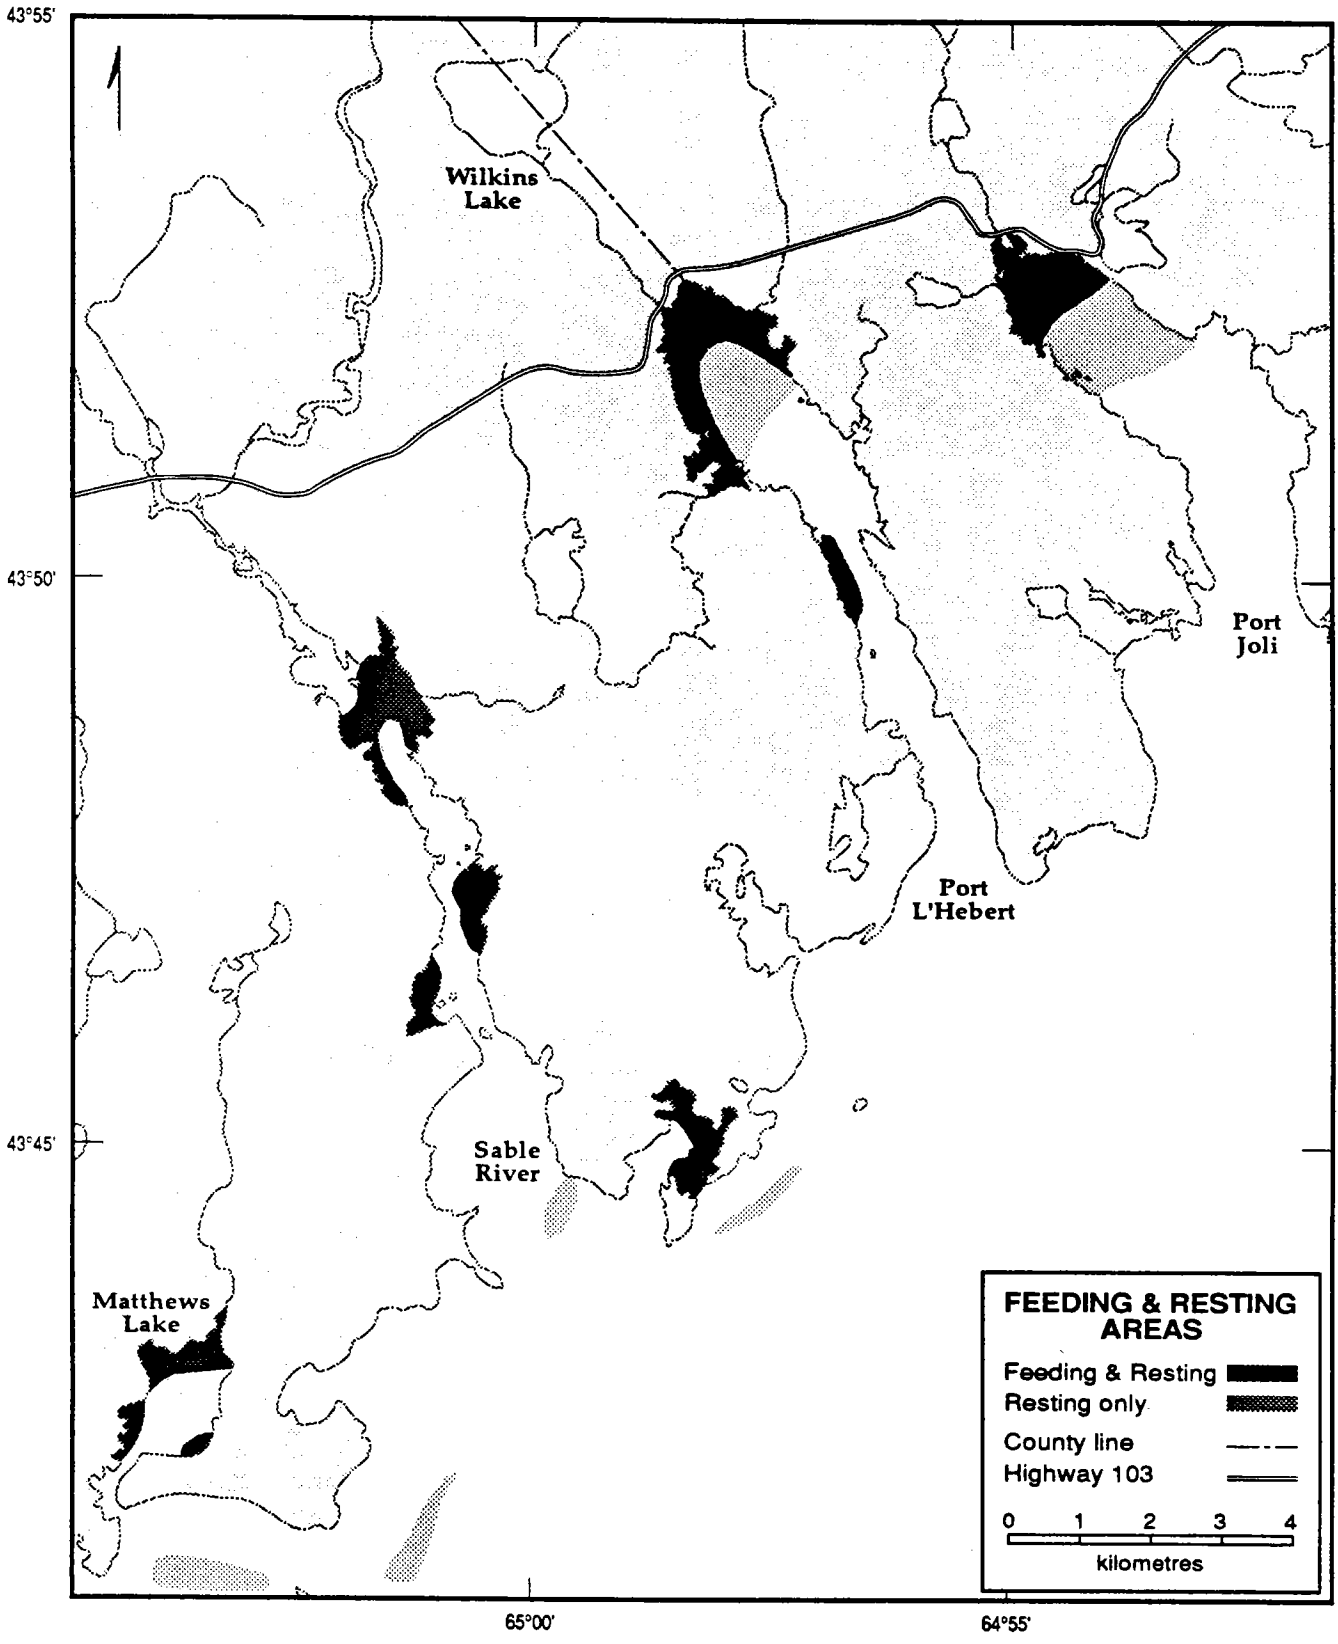 43°55'
Wilkins
Lake
43°50'
Port
Joli
Port
L'Hebert
43°45'
Sable
River
Matthews
Lake
FEEDING & RESTING
AREAS
Feeding & Resting
Resting only
County line
Highway 103
0 1 2 3 4
kilometres
65°00'
64°55'